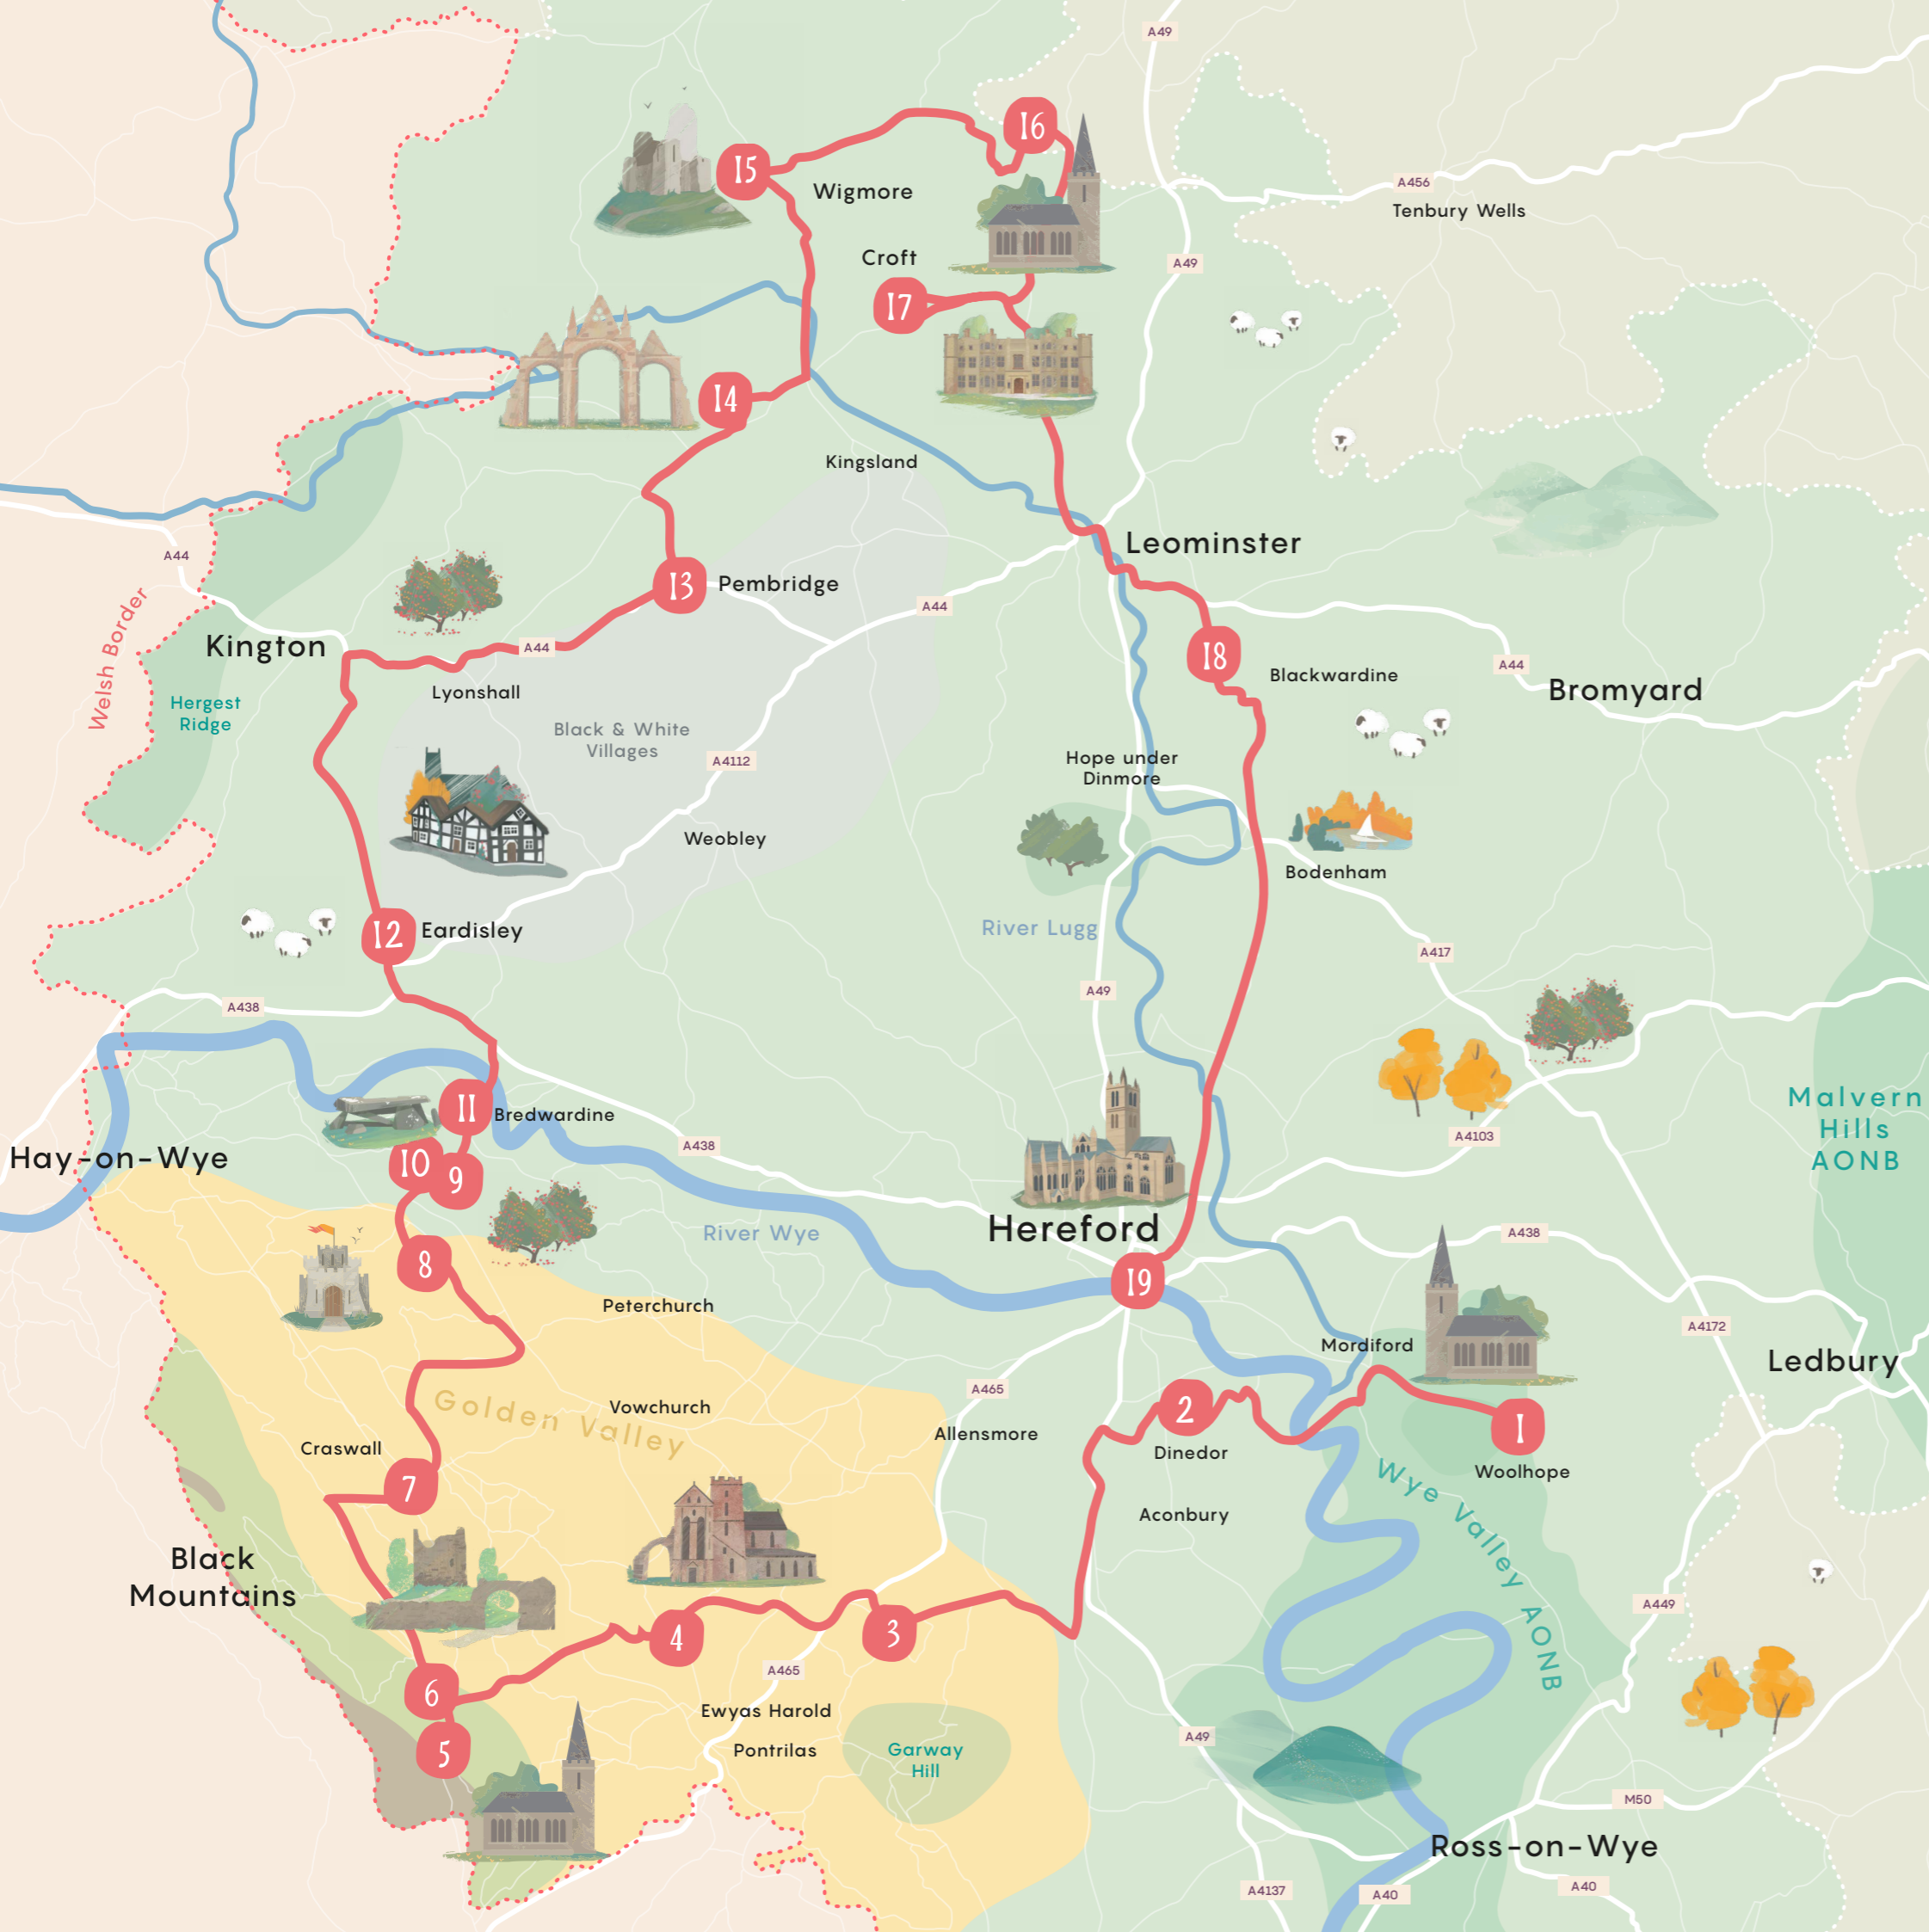 A49
16
15
Wigmore
A456
Tenbury Wells
Croft
A49
17
14
Kingsland
A44
Leominster
13
Pembridge
A44
Kington
A44
18
Blackwardine
A44
Bromyard
Welsh Border
Lyonshall
Hergest
Ridge
Black & White
Villages
A4112
Hope under
Dinmore
Weobley
Bodenham
12
Eardisley
River Lugg
A417
A438
A49
11
Bredwardine
Malvern
Hills
AONB
A4103
A438
Hay-on-Wye
10
9
Hereford
River Wye
A438
8
19
Peterchurch
A4172
Mordiford
Ledbury
A465
2
Golden Valley
Vowchurch
1
Allensmore
Craswall
Dinedor
Woolhope
7
Wye Valley AONB
Aconbury
Black
Mountains
A449
3
4
A465
6
Ewyas Harold
A49
5
Pontrilas
Garway
Hill
M50
Ross-on-Wye
A4137
A40
A40